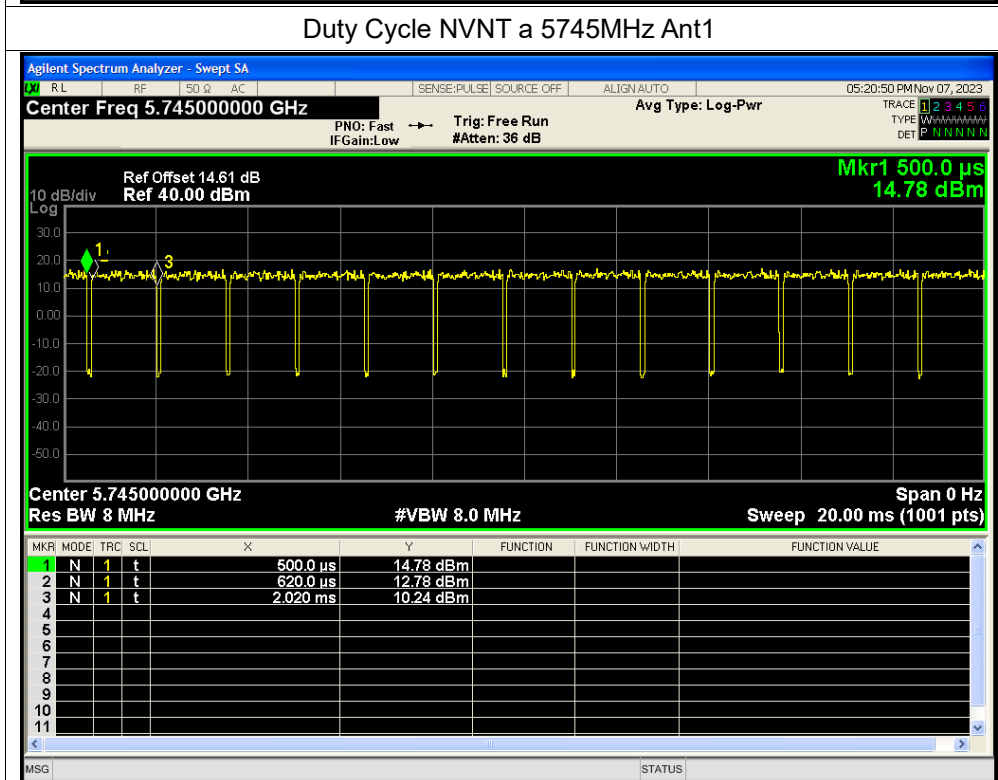 Duty Cycle NVNT a 5745MHz Ant1
Agilent Spectrum Analyzer - Swept SA
LXI RL RF 50 Ω AC SENSE:PULSE SOURCE OFF ALIGN AUTO 05:20:50 PM Nov 07, 2023
Center Freq 5.745000000 GHz Avg Type: Log-Pwr TRACE 1 2 3 4 5 6
PNO: Fast Trig: Free Run TYPE W
IFGain:Low #Atten: 36 dB DET P N N N N N
Mkr1 500.0 µs
Ref Offset 14.61 dB
10 dB/div Ref 40.00 dBm 14.78 dBm
Log
30.0
1
20.0
3
10.0
0.00
-10.0
-20.0
-30.0
-40.0
-50.0
Center 5.745000000 GHz Span 0 Hz
Res BW 8 MHz #VBW 8.0 MHz Sweep 20.00 ms (1001 pts)
MKR MODE TRC SCL X Y FUNCTION FUNCTION WIDTH FUNCTION VALUE
1 N 1 t 500.0 µs 14.78 dBm
2 N 1 t 620.0 µs 12.78 dBm
3 N 1 t 2.020 ms 10.24 dBm
4
5
6
7
8
9
10
11
MSG STATUS